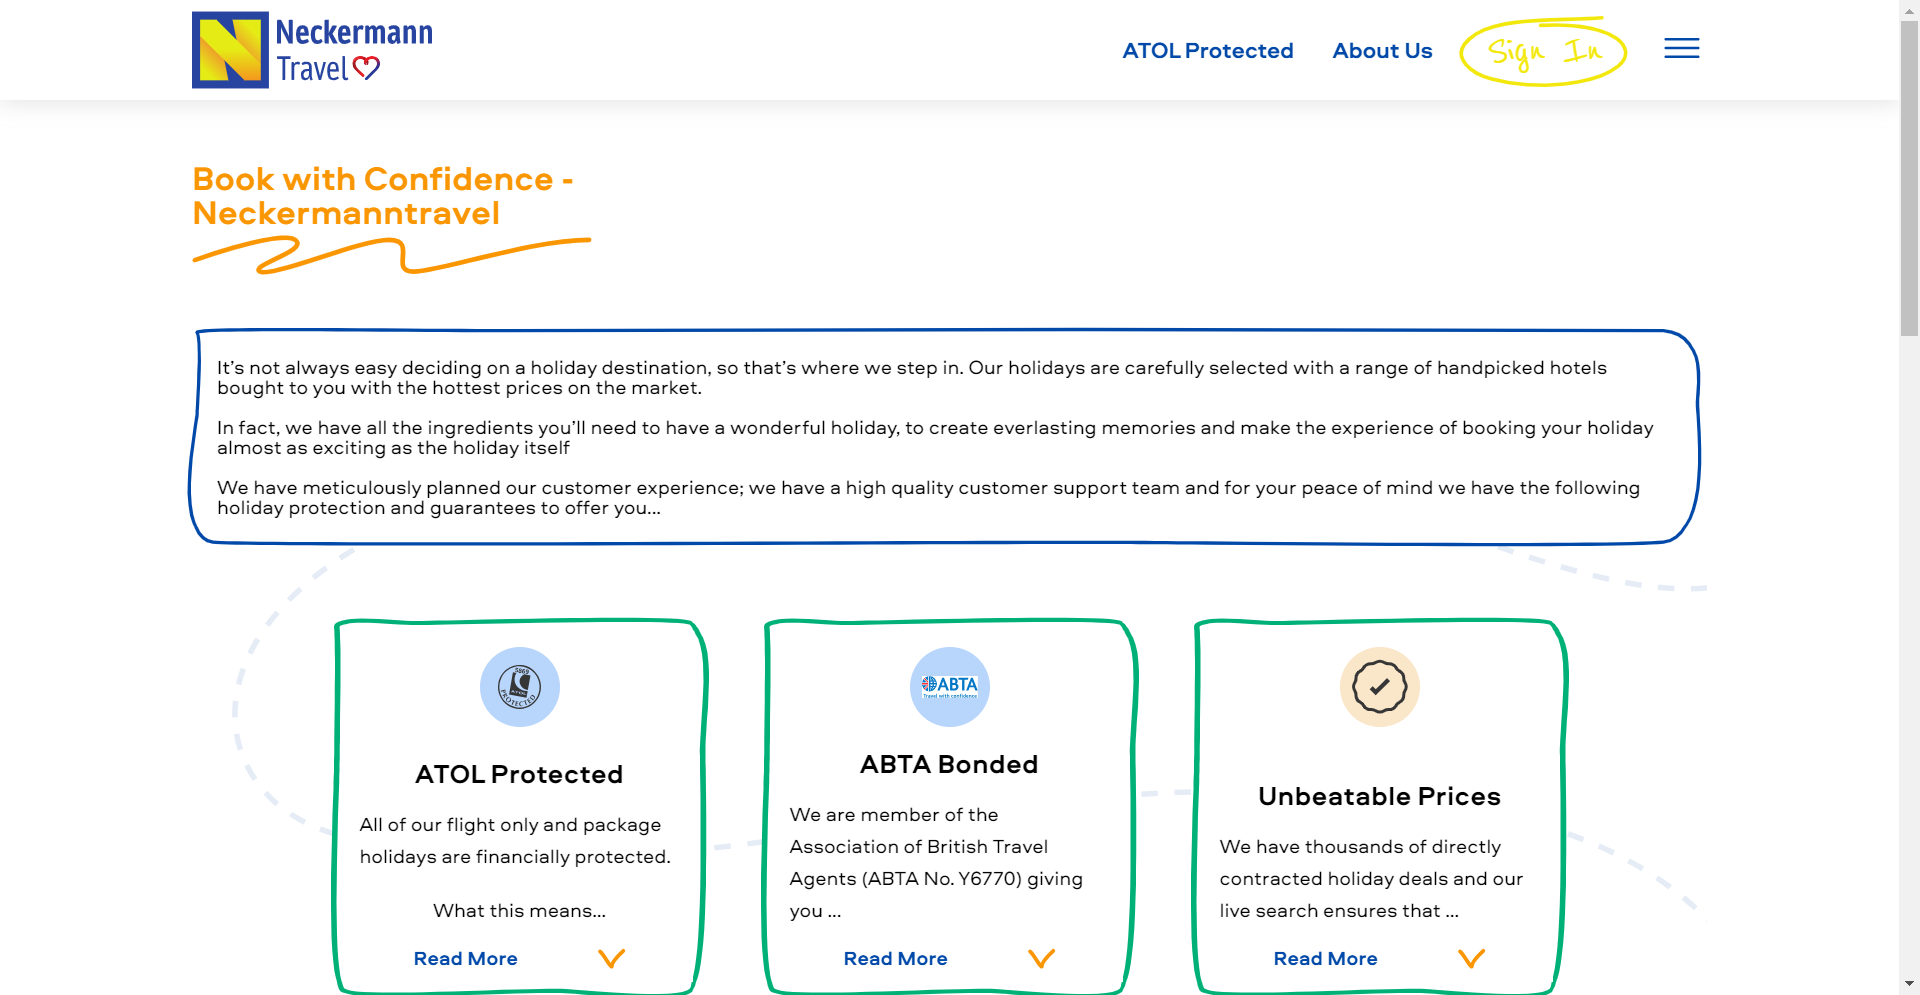 Neckermann
Travel
ATOL Protected
About Us
Sign In
Book with Confidence -
Neckermanntravel
It’s not always easy deciding on a holiday destination, so that’s where we step in. Our holidays are carefully selected with a range of handpicked hotels
bought to you with the hottest prices on the market.
In fact, we have all the ingredients you’ll need to have a wonderful holiday, to create everlasting memories and make the experience of booking your holiday
almost as exciting as the holiday itself
We have meticulously planned our customer experience; we have a high quality customer support team and for your peace of mind we have the following
holiday protection and guarantees to offer you...
5869
ATOL
PROTECTED
ATOL Protected
All of our flight only and package
holidays are financially protected.
What this means...
Read More
ABTA
Travel with confidence
ABTA Bonded
We are member of the
Association of British Travel
Agents (ABTA No. Y6770) giving
you ...
Read More
Unbeatable Prices
We have thousands of directly
contracted holiday deals and our
live search ensures that ...
Read More